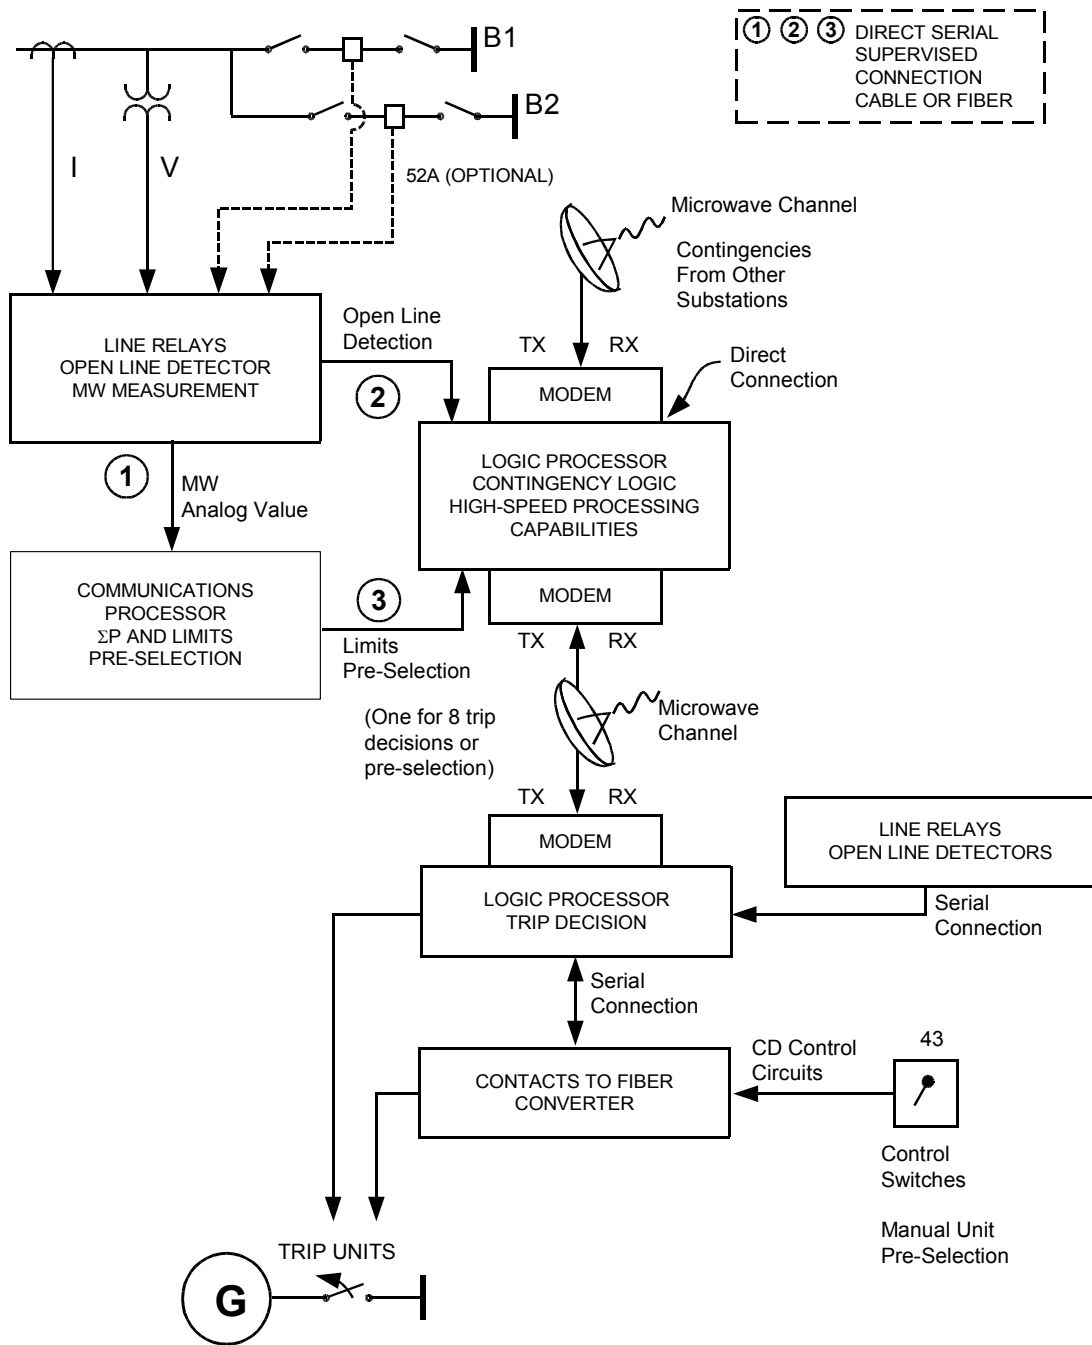 B1
1 2 3 DIRECT SERIAL
SUPERVISED
CONNECTION
CABLE OR FIBER
B2
I
V
52A (OPTIONAL)
Microwave Channel
Contingencies
From Other
Substations
LINE RELAYS
OPEN LINE DETECTOR
MW MEASUREMENT
Open Line
Detection
2
TX RX
Direct
Connection
MODEM
LOGIC PROCESSOR
CONTINGENCY LOGIC
HIGH-SPEED PROCESSING
CAPABILITIES
1
MW
Analog Value
COMMUNICATIONS
PROCESSOR
ΣP AND LIMITS
PRE-SELECTION
3
Limits
Pre-Selection
(One for 8 trip
decisions or
pre-selection)
MODEM
TX RX
Microwave
Channel
TX RX
MODEM
LOGIC PROCESSOR
TRIP DECISION
LINE RELAYS
OPEN LINE DETECTORS
Serial
Connection
Serial
Connection
CONTACTS TO FIBER
CONVERTER
CD Control
Circuits
43
Control
Switches
Manual Unit
Pre-Selection
TRIP UNITS
G